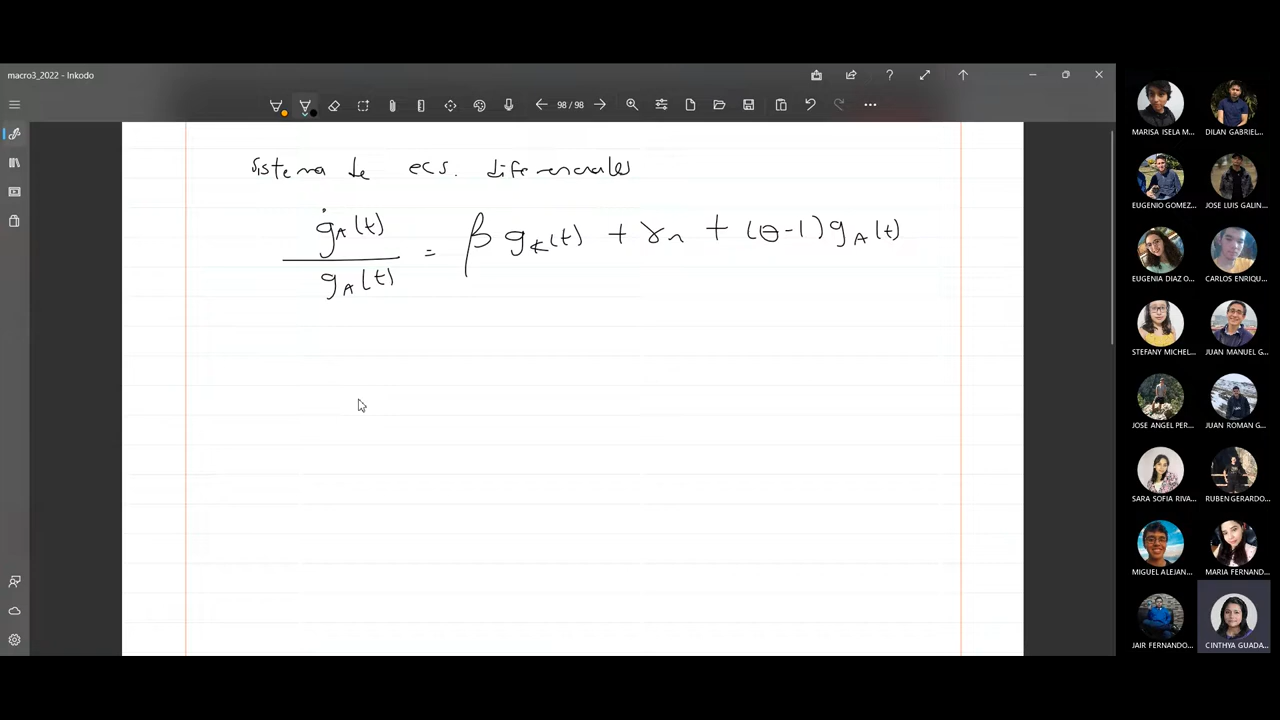 macro3_2022 - Inkodo
98 / 98
Sistema de ecs. diferenciales
ġA(t) / gA(t) = β gK(t) + γn + (θ-1) gA(t)
MARISA ISELA M...
DILAN GABRIEL...
EUGENIO GOMEZ...
JOSE LUIS GALIN...
EUGENIA DIAZ O...
CARLOS ENRIQU...
STEFANY MICHEL...
JUAN MANUEL G...
JOSE ANGEL PER...
JUAN ROMAN G...
SARA SOFIA RIVA...
RUBEN GERARDO...
MIGUEL ALEJAN...
MARIA FERNAND...
JAIR FERNANDO...
CINTHYA GUADA...